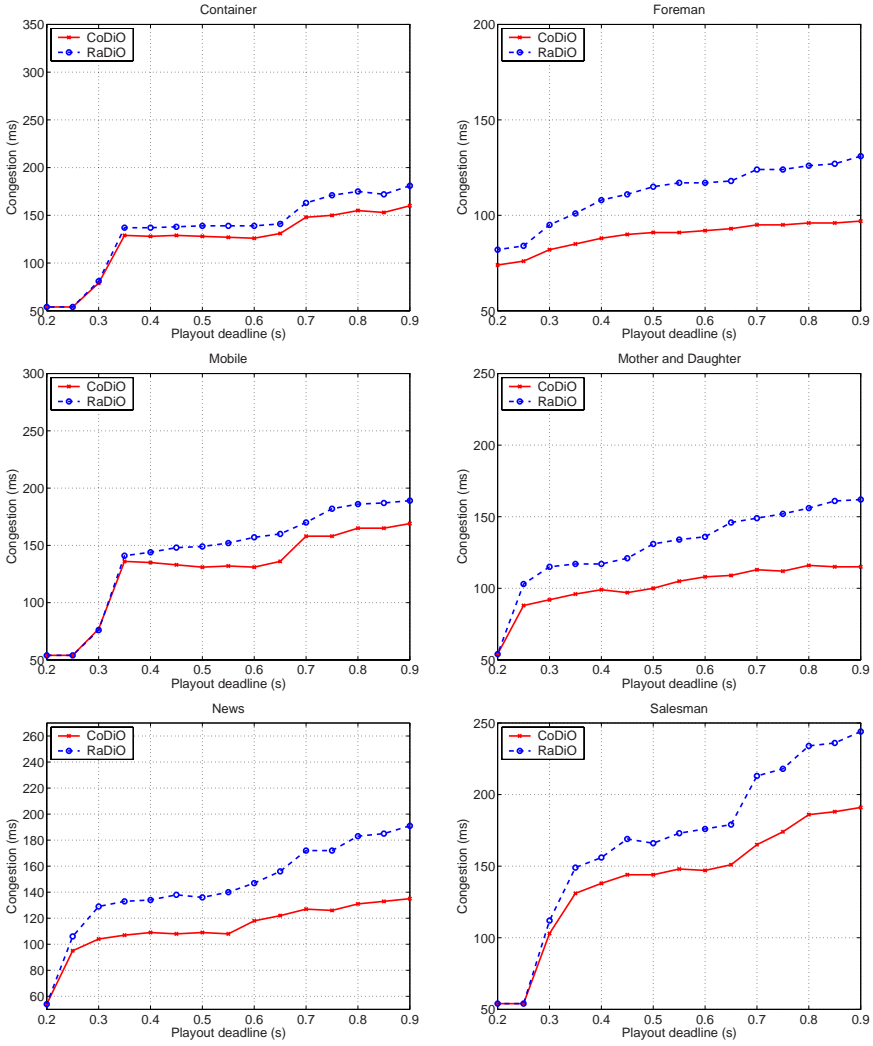 Container
350
300
250
200
150
100
50
Congestion (ms)
CoDiO
RaDiO
0.2 0.3 0.4 0.5 0.6 0.7 0.8 0.9
Playout deadline (s)
Foreman
200
150
100
50
Congestion (ms)
CoDiO
RaDiO
0.2 0.3 0.4 0.5 0.6 0.7 0.8 0.9
Playout deadline (s)
Mobile
300
250
200
150
100
50
Congestion (ms)
CoDiO
RaDiO
0.2 0.3 0.4 0.5 0.6 0.7 0.8 0.9
Playout deadline (s)
Mother and Daughter
250
200
150
100
50
Congestion (ms)
CoDiO
RaDiO
0.2 0.3 0.4 0.5 0.6 0.7 0.8 0.9
Playout deadline (s)
News
260
240
220
200
180
160
140
120
100
80
60
Congestion (ms)
CoDiO
RaDiO
0.2 0.3 0.4 0.5 0.6 0.7 0.8 0.9
Playout deadline (s)
Salesman
250
200
150
100
50
Congestion (ms)
CoDiO
RaDiO
0.2 0.3 0.4 0.5 0.6 0.7 0.8 0.9
Playout deadline (s)